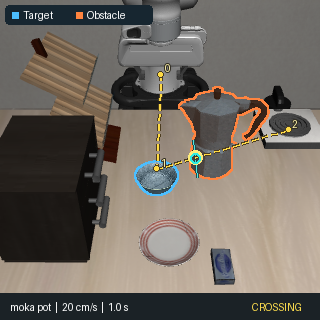 Target
Obstacle
0
1
2
moka pot | 20 cm/s | 1.0 s
CROSSING